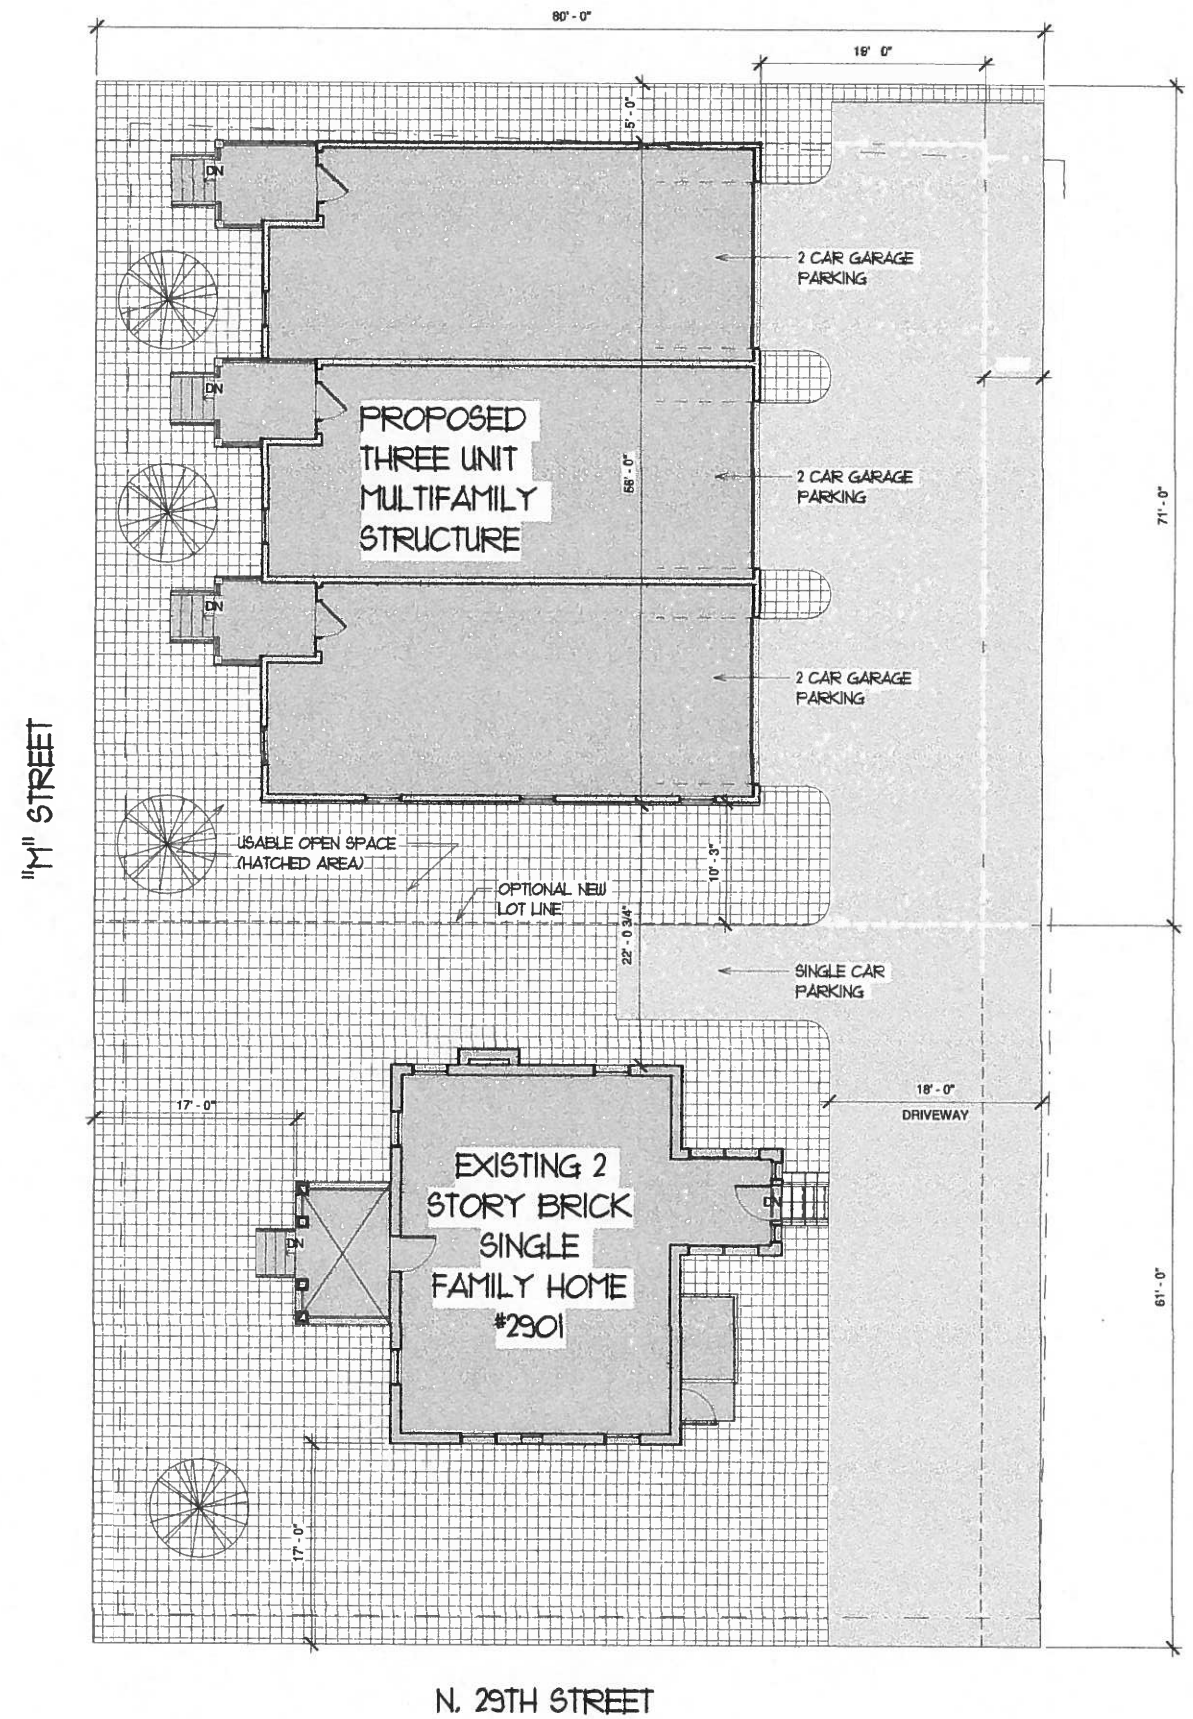 80' - 0"
19' 0"
5' - 0"
DN
2 CAR GARAGE
PARKING
DN
PROPOSED
THREE UNIT
MULTIFAMILY
STRUCTURE
56' - 0"
2 CAR GARAGE
PARKING
71' - 0"
DN
2 CAR GARAGE
PARKING
"M" STREET
USABLE OPEN SPACE
(HATCHED AREA)
OPTIONAL NEW
LOT LINE
10' - 3"
22' - 0 3/4"
SINGLE CAR
PARKING
17' - 0"
18' - 0"
DRIVEWAY
EXISTING 2
STORY BRICK
SINGLE
FAMILY HOME
#2901
DN
DN
61' - 0"
17' - 0"
N. 29TH STREET